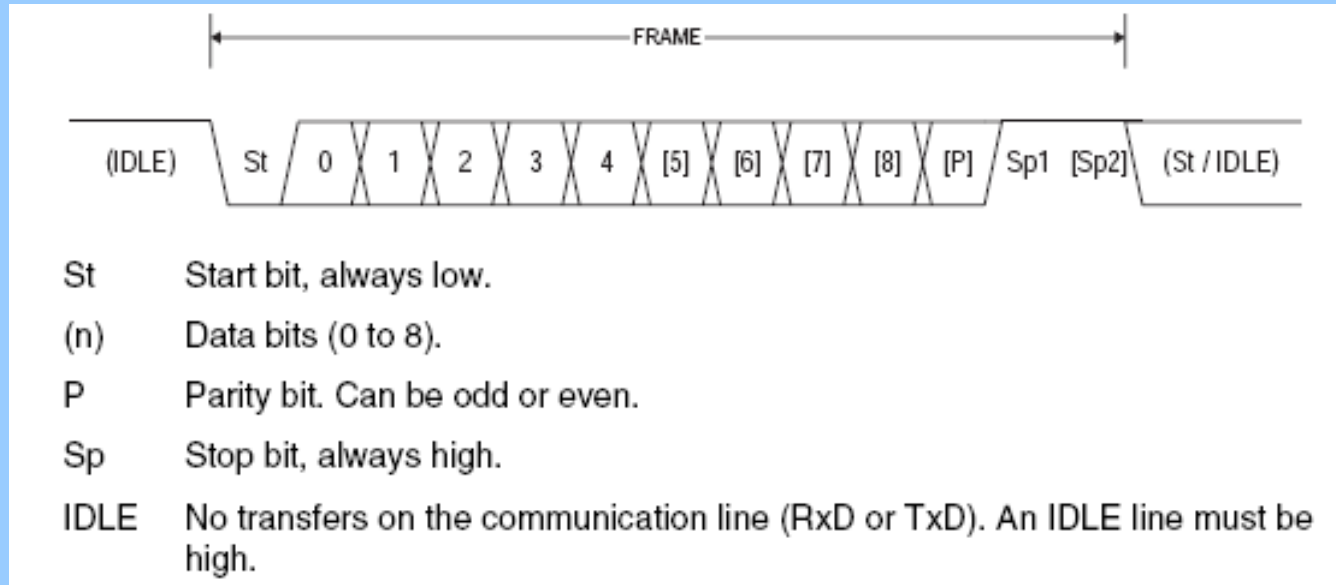 FRAME
(IDLE) St 0 1 2 3 4 [5] [6] [7] [8] [P] Sp1 [Sp2] (St / IDLE)
St Start bit, always low.
(n) Data bits (0 to 8).
P Parity bit. Can be odd or even.
Sp Stop bit, always high.
IDLE No transfers on the communication line (RxD or TxD). An IDLE line must be
high.